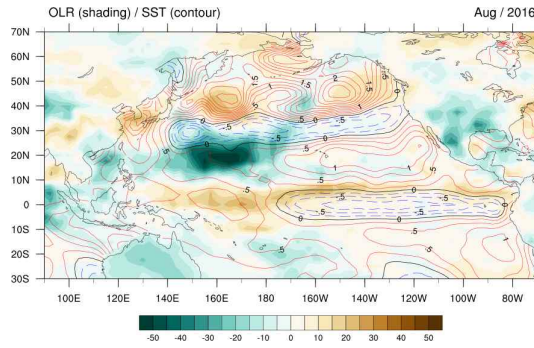 OLR (shading) / SST (contour) Aug / 2016
70N
60N
50N
40N
30N
20N
10N
0
10S
20S
30S
100E 120E 140E 160E 180 160W 140W 120W 100W 80W
-50 -40 -30 -20 -10 0 10 20 30 40 50